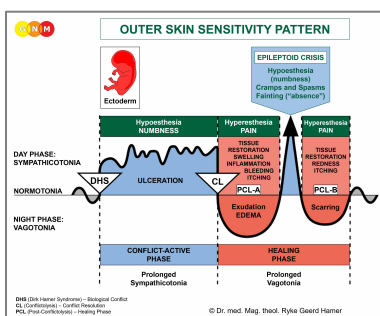 GNM
OUTER SKIN SENSITIVITY PATTERN
Ectoderm
EPILEPTOID CRISIS
Hypoesthesia
(numbness)
Cramps and Spasms
Fainting ("absence")
Hypoesthesia
NUMBNESS
Hyperesthesia
PAIN
Hyperesthesia
PAIN
DAY PHASE:
SYMPATHICOTONIA
NORMOTONIA
NIGHT PHASE:
VAGOTONIA
DHS
ULCERATION
CL
TISSUE
RESTORATION
SWELLING
INFLAMMATION
BLEEDING
ITCHING
PCL-A
Exudation
EDEMA
TISSUE
RESTORATION
REDNESS
ITCHING
PCL-B
Scarring
CONFLICT-ACTIVE
PHASE
HEALING
PHASE
Prolonged
Sympathicotonia
Prolonged
Vagotonia
DHS (Dirk Hamer Syndrome) – Biological Conflict
CL (Conflictolysis) – Conflict Resolution
PCL (Post-Conflictolysis) – Healing Phase
© Dr. med. Mag. theol. Ryke Geerd Hamer